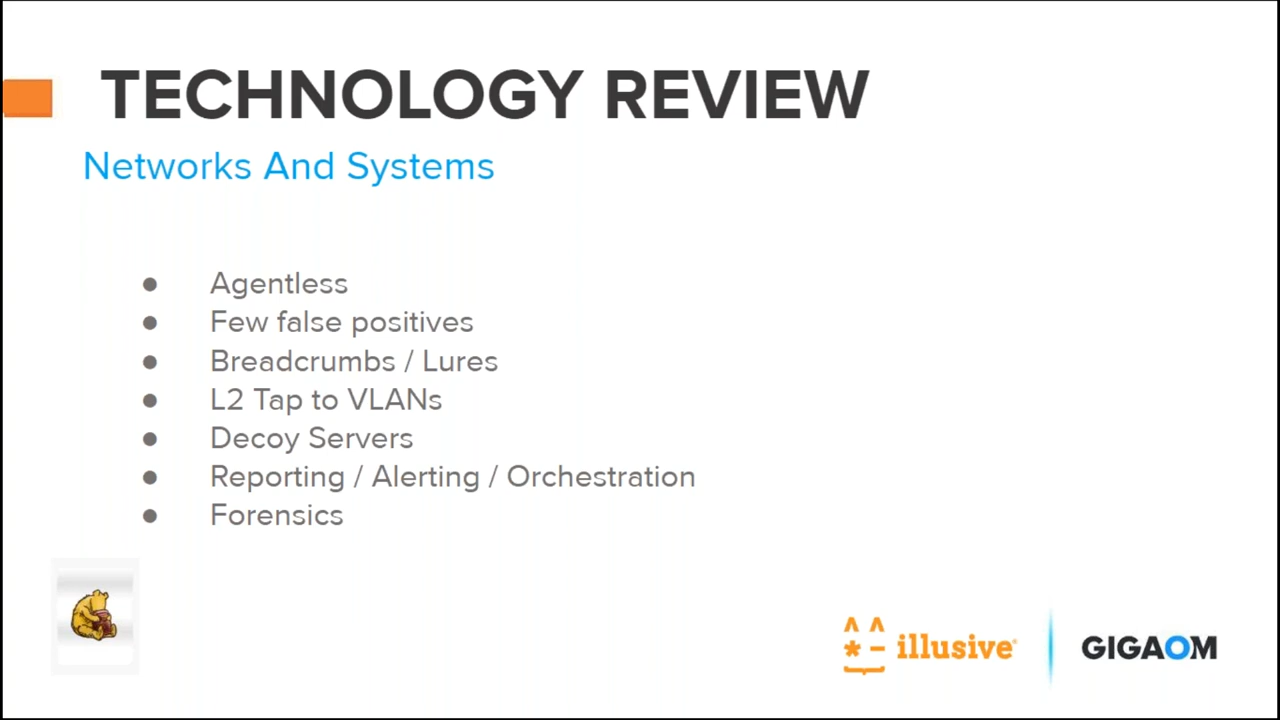 TECHNOLOGY REVIEW
Networks And Systems
● Agentless
● Few false positives
● Breadcrumbs / Lures
● L2 Tap to VLANs
● Decoy Servers
● Reporting / Alerting / Orchestration
● Forensics
illusive
GIGAOM